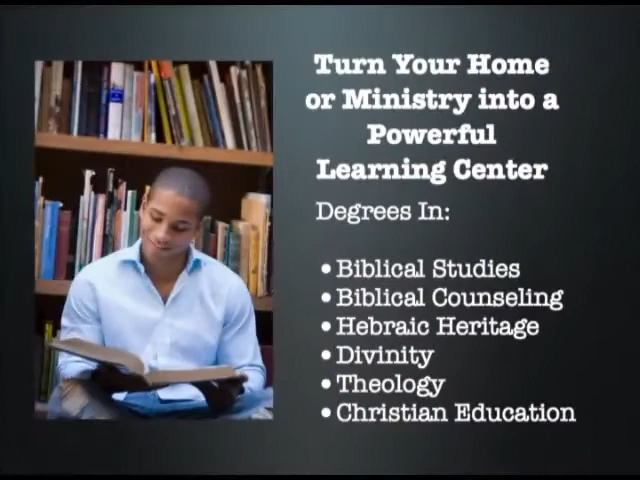 Turn Your Home
or Ministry into a
Powerful
Learning Center
Degrees In:
• Biblical Studies
• Biblical Counseling
• Hebraic Heritage
• Divinity
• Theology
• Christian Education